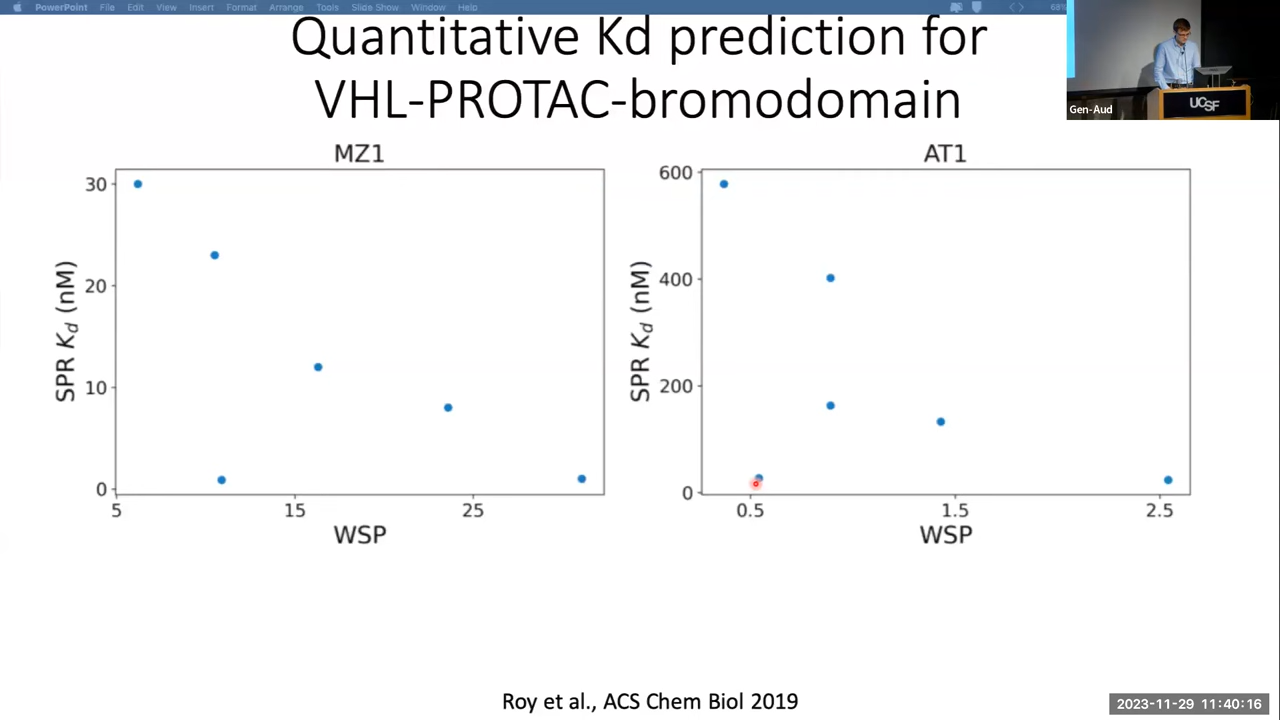 PowerPoint File Edit View Insert Format Arrange Tools Slide Show Window Help
Quantitative Kd prediction for
VHL-PROTAC-bromodomain
Gen-Aud
UCSF
MZ1
30
20
10
0
SPR Kd (nM)
5 15 25
WSP
AT1
600
400
200
0
SPR Kd (nM)
0.5 1.5 2.5
WSP
Roy et al., ACS Chem Biol 2019
2023-11-29 11:40:16